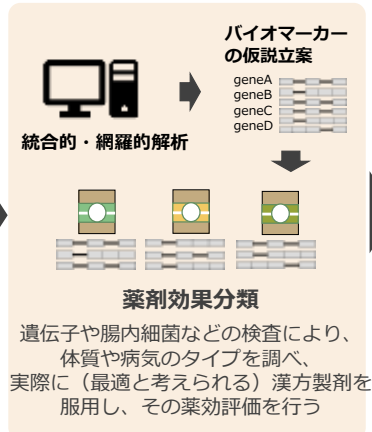 バイオマーカー
の仮説立案
geneA
geneB
geneC
geneD
統合的・網羅的解析
薬剤効果分類
遺伝子や腸内細菌などの検査により、
体質や病気のタイプを調べ、
実際に（最適と考えられる）漢方製剤を
服用し、その薬効評価を行う